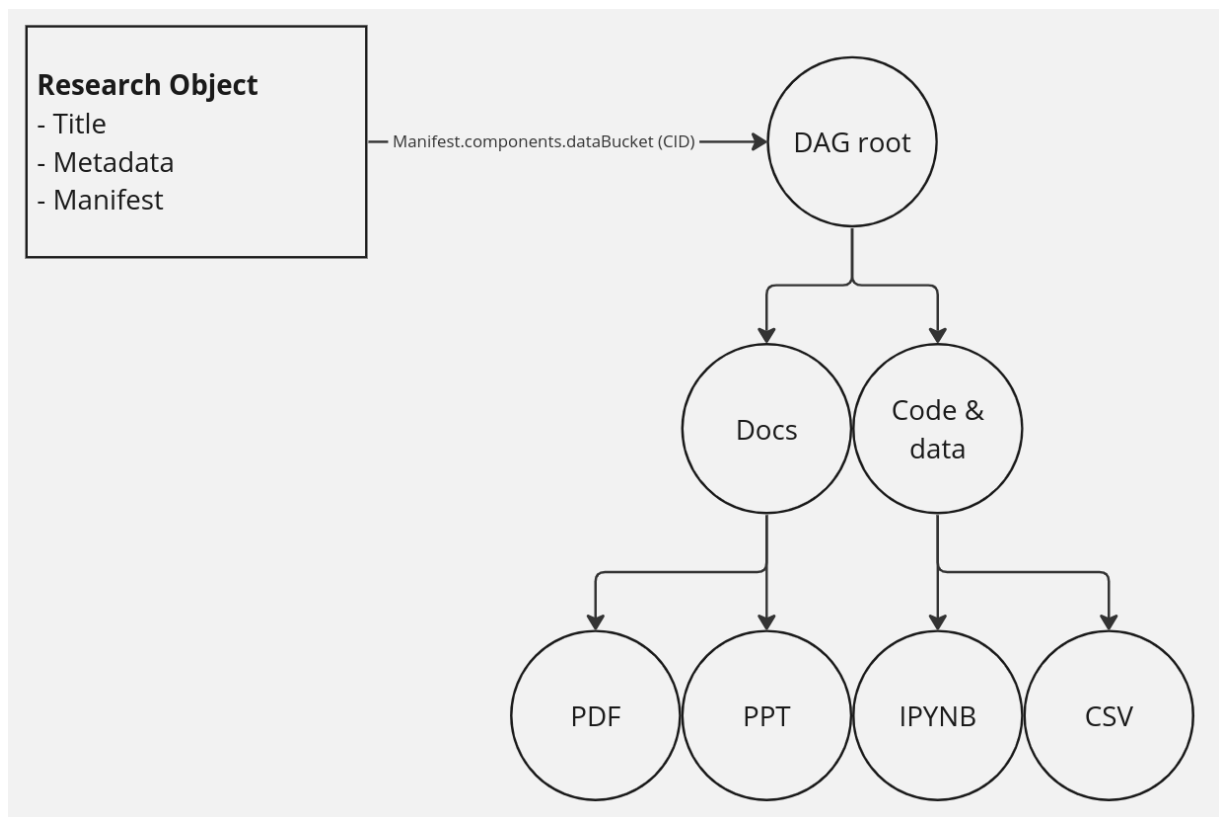 Research Object
- Title
- Metadata
- Manifest
Manifest.components.dataBucket (CID)
DAG root
Docs
Code &
data
PDF
PPT
IPYNB
CSV